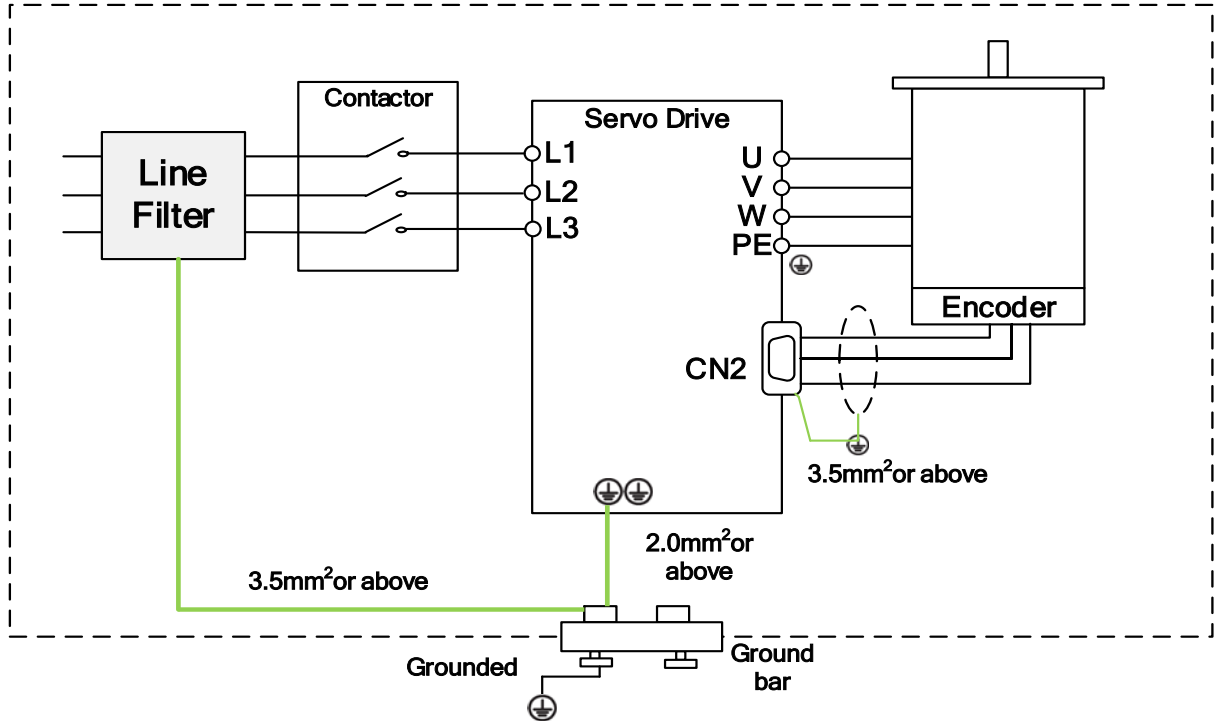 Contactor
Servo Drive
Line
Filter
L1
L2
L3
U
V
W
PE
Encoder
CN2
3.5mm²or above
2.0mm²or
above
3.5mm²or above
Grounded
Ground
bar